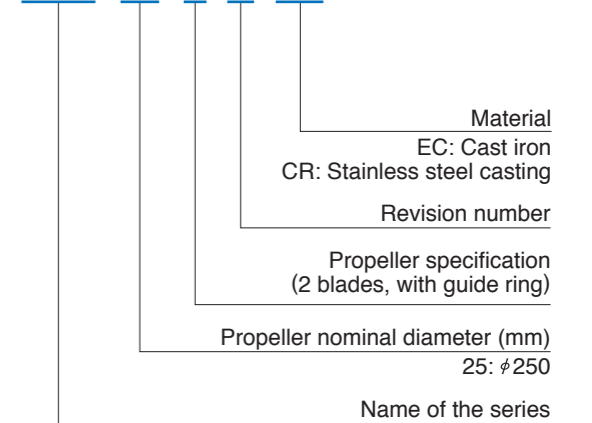 Material
EC: Cast iron
CR: Stainless steel casting
Revision number
Propeller specification
(2 blades, with guide ring)
Propeller nominal diameter (mm)
25: ϕ250
Name of the series